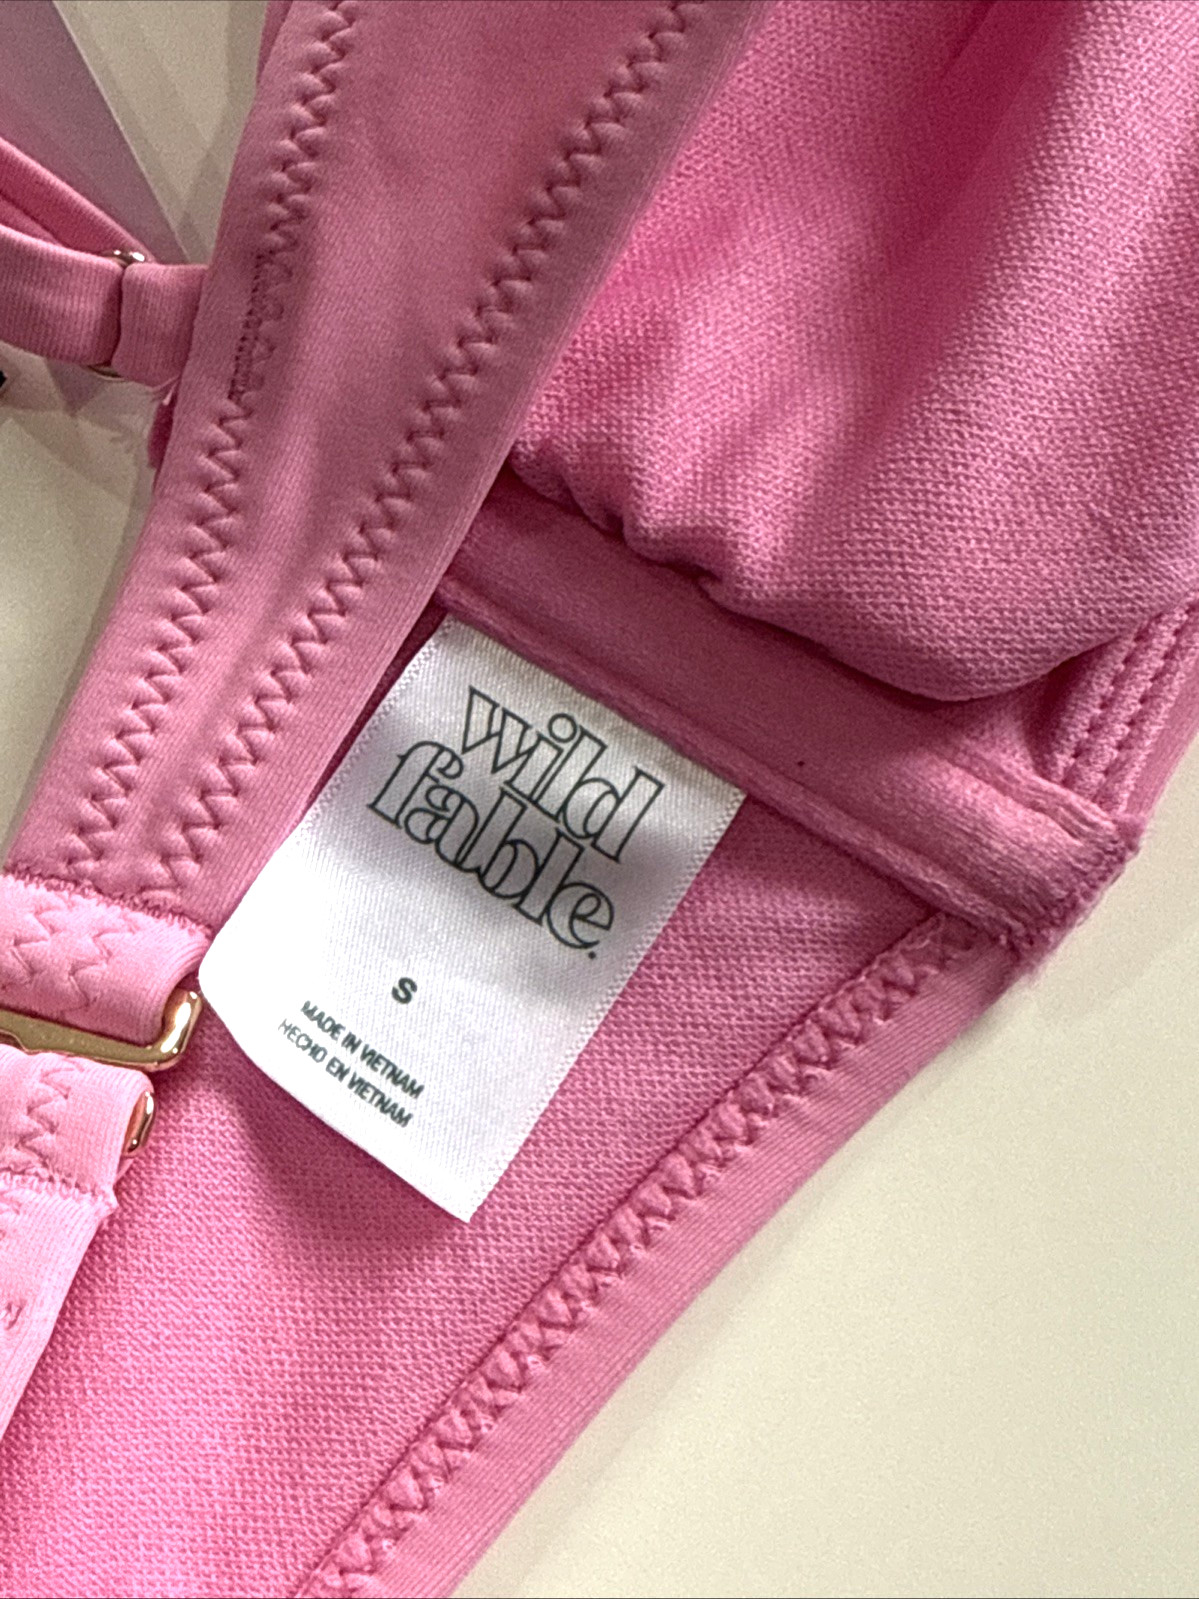 wild
fable.
S
MADE IN VIETNAM
HECHO EN VIETNAM